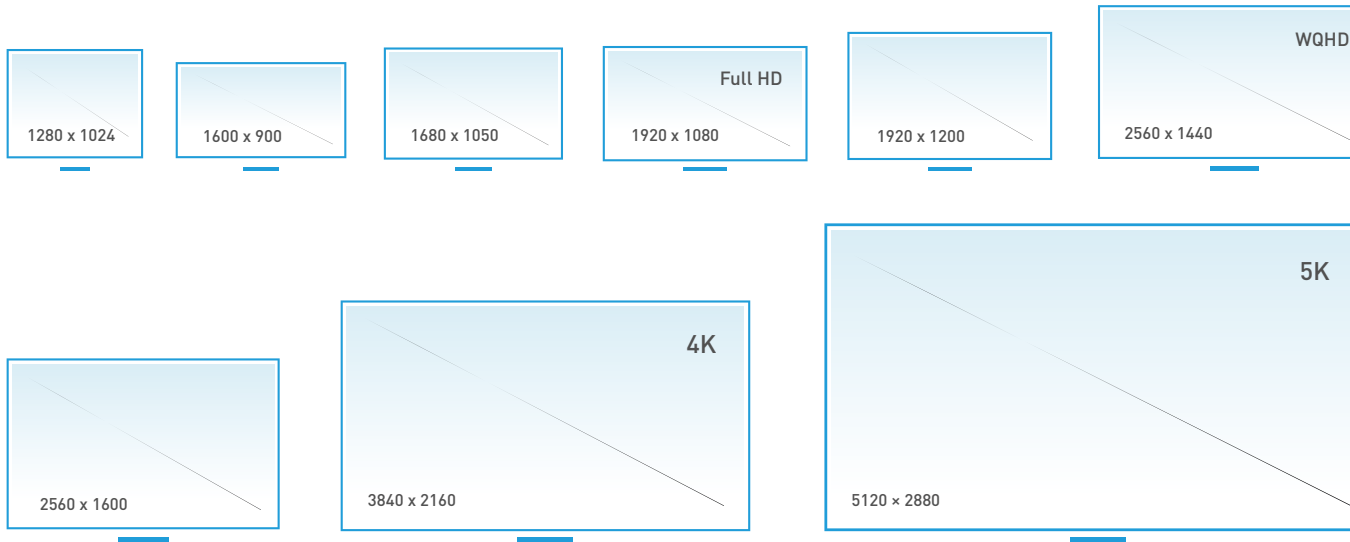 1280 x 1024
1600 x 900
1680 x 1050
Full HD
1920 x 1080
1920 x 1200
WQHD
2560 x 1440
2560 x 1600
4K
3840 x 2160
5K
5120 × 2880